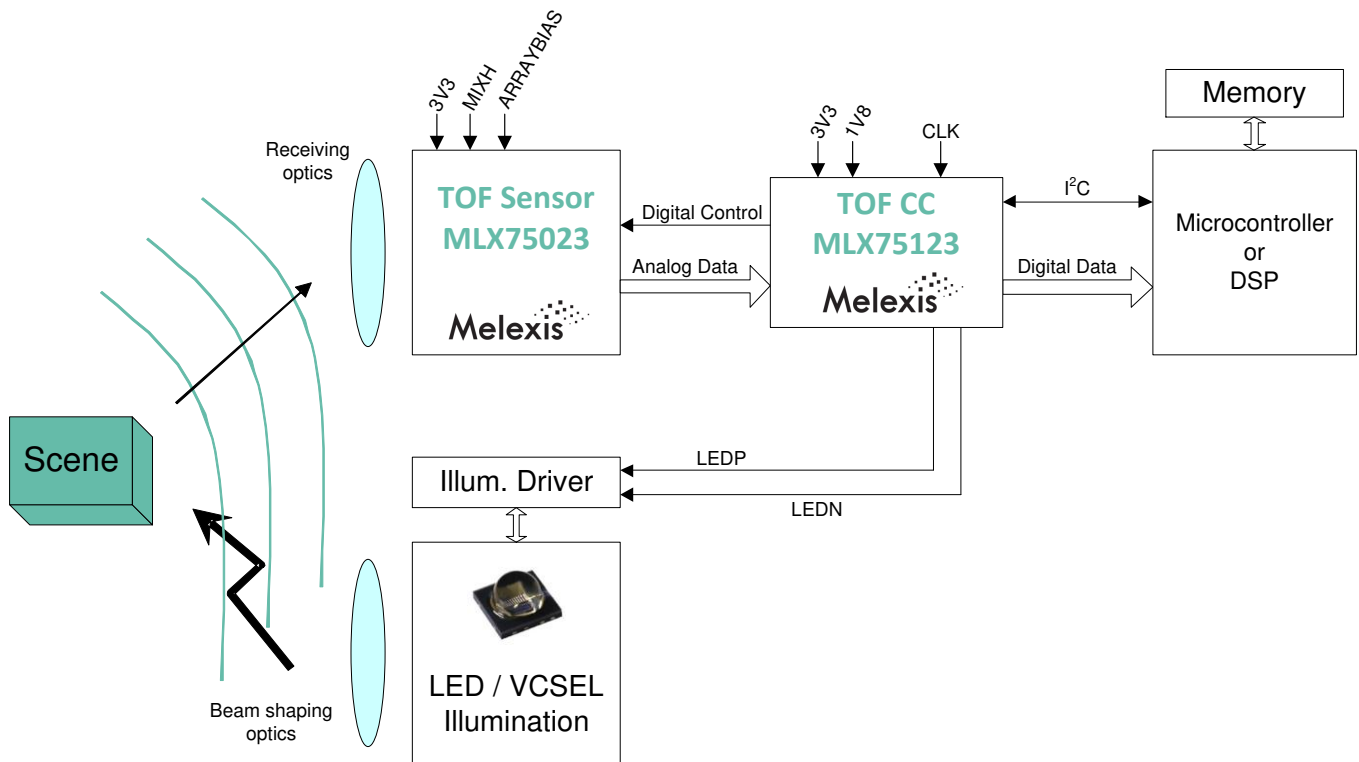 3V3
MIXH
ARRAYBIAS
Receiving
optics
TOF Sensor
MLX75023
Melexis
Digital Control
Analog Data
3V3
1V8
CLK
TOF CC
MLX75123
Melexis
I²C
Digital Data
Memory
Microcontroller
or
DSP
Scene
LEDP
LEDN
Illum. Driver
LED / VCSEL
Illumination
Beam shaping
optics